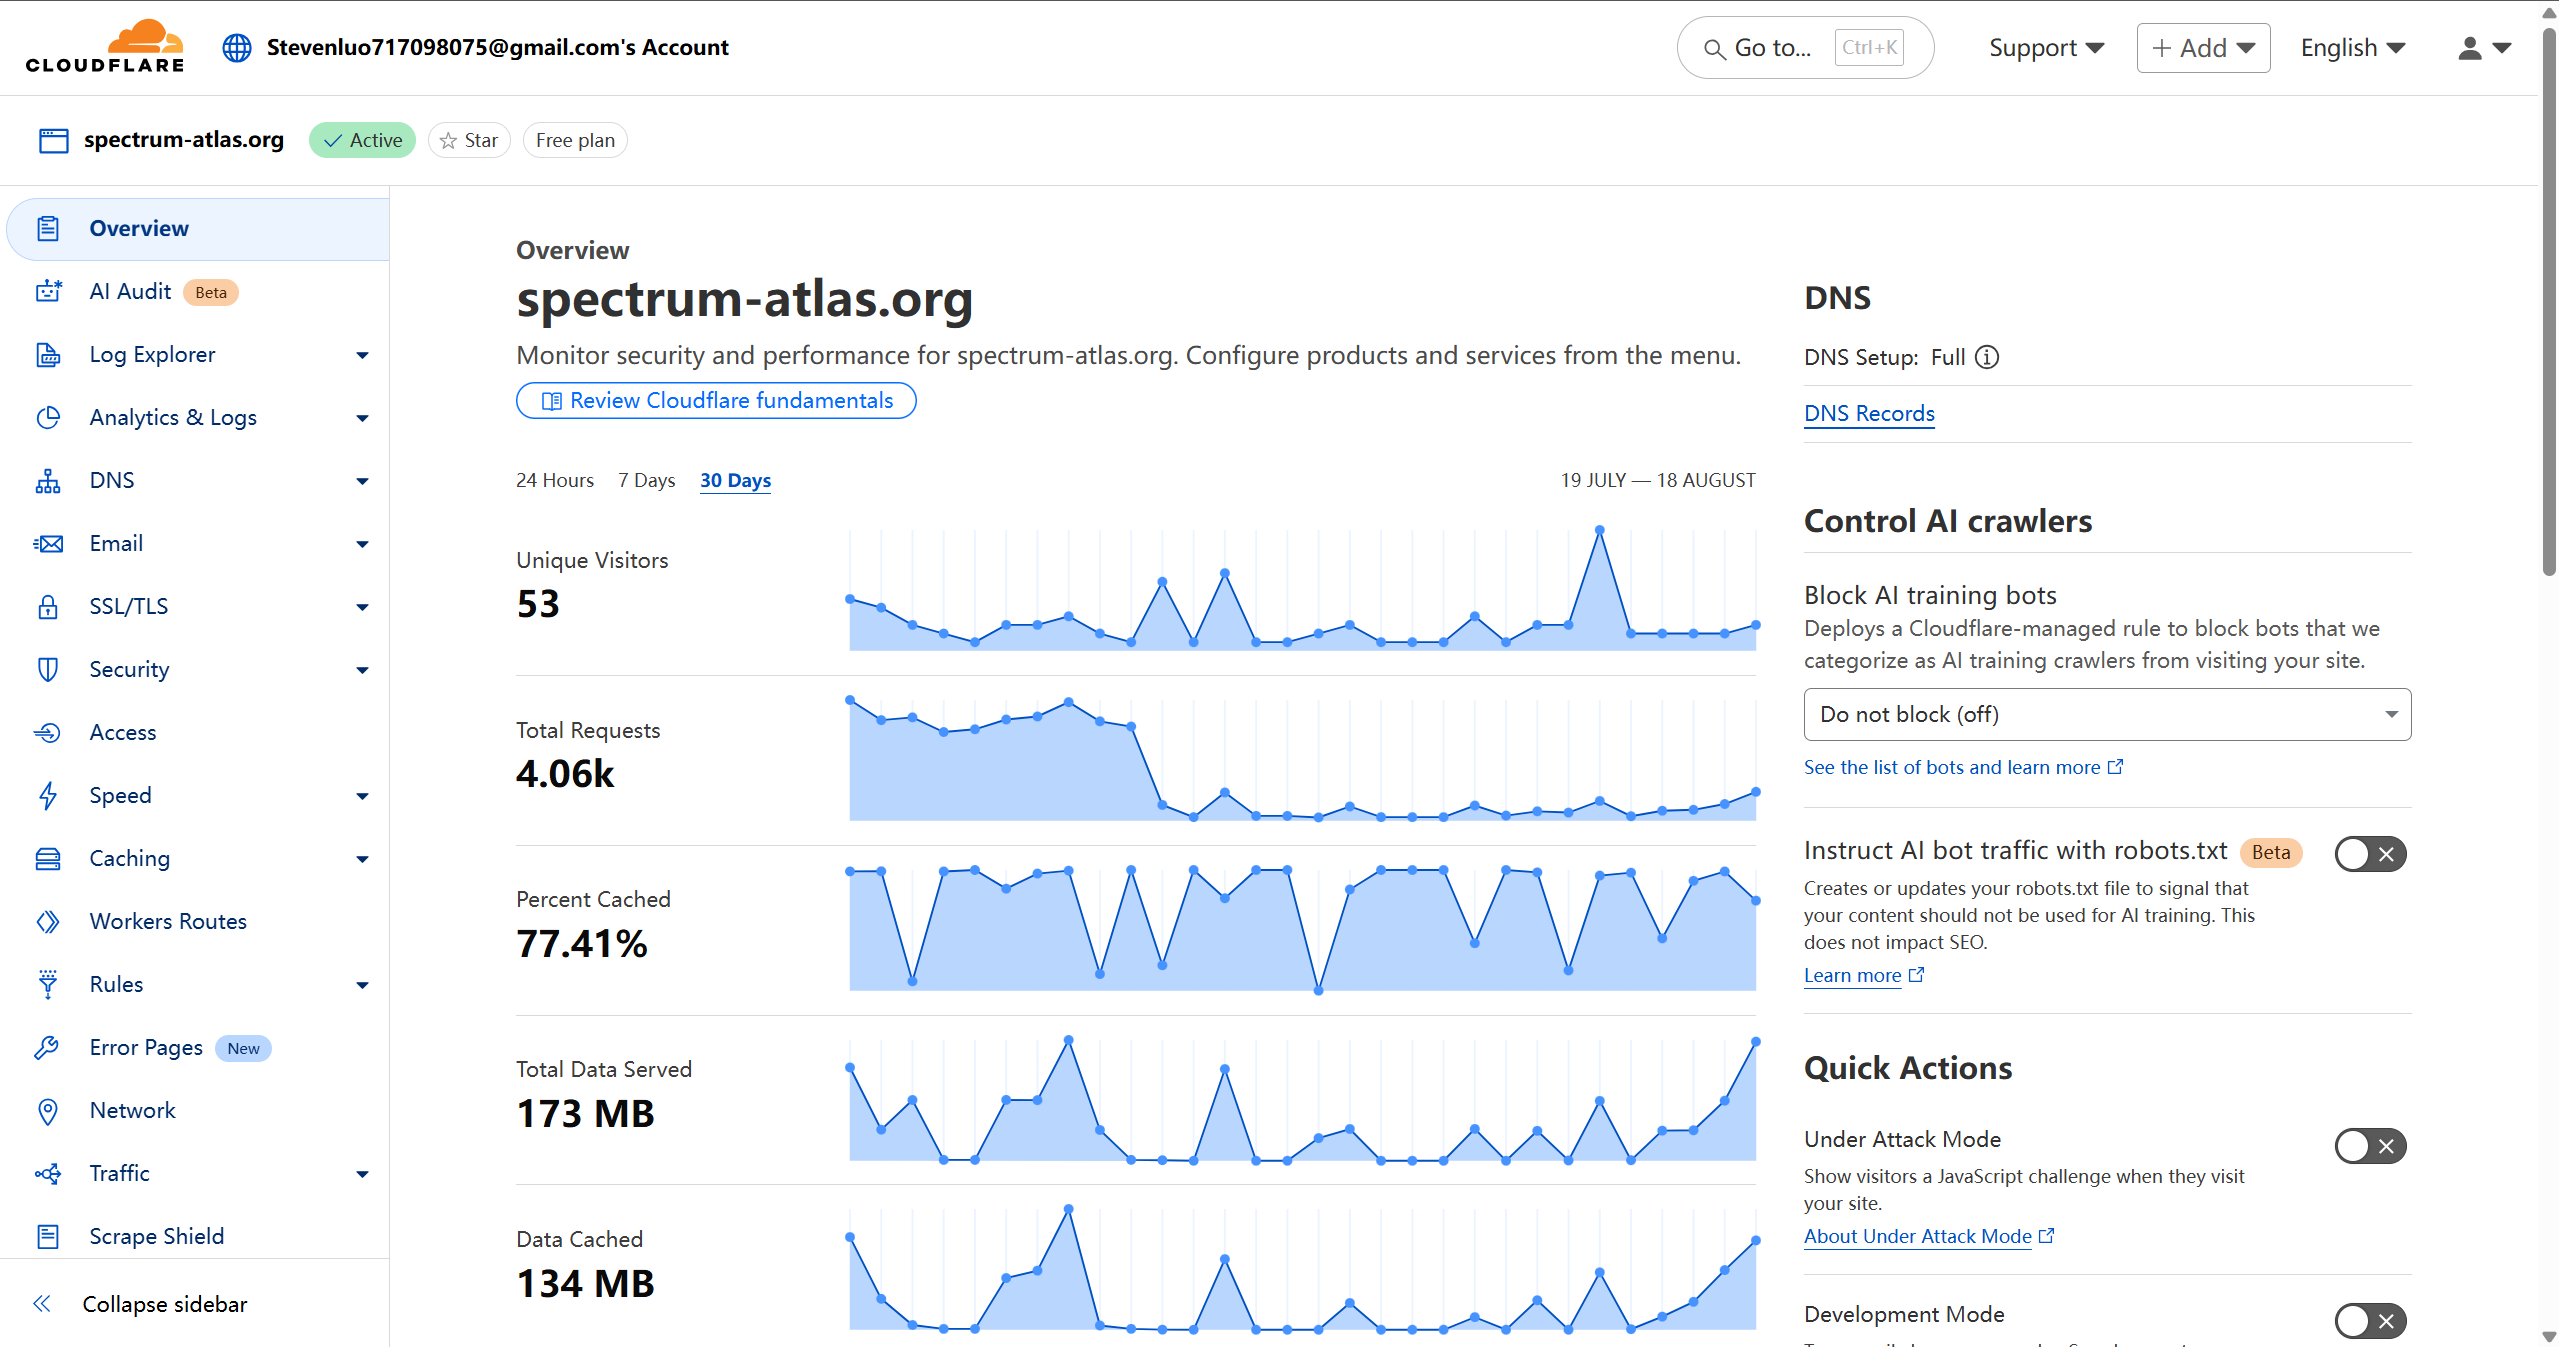 CLOUDFLARE
Stevenluo717098075@gmail.com's Account
Go to... Ctrl+K
Support
+ Add
English
spectrum-atlas.org
Active
Star
Free plan
Overview
AI Audit Beta
Log Explorer
Analytics & Logs
DNS
Email
SSL/TLS
Security
Access
Speed
Caching
Workers Routes
Rules
Error Pages New
Network
Traffic
Scrape Shield
Collapse sidebar
Overview
spectrum-atlas.org
Monitor security and performance for spectrum-atlas.org. Configure products and services from the menu.
Review Cloudflare fundamentals
24 Hours 7 Days 30 Days
19 JULY — 18 AUGUST
Unique Visitors
53
Total Requests
4.06k
Percent Cached
77.41%
Total Data Served
173 MB
Data Cached
134 MB
DNS
DNS Setup: Full
DNS Records
Control AI crawlers
Block AI training bots
Deploys a Cloudflare-managed rule to block bots that we
categorize as AI training crawlers from visiting your site.
Do not block (off)
See the list of bots and learn more
Instruct AI bot traffic with robots.txt Beta
Creates or updates your robots.txt file to signal that
your content should not be used for AI training. This
does not impact SEO.
Learn more
Quick Actions
Under Attack Mode
Show visitors a JavaScript challenge when they visit
your site.
About Under Attack Mode
Development Mode